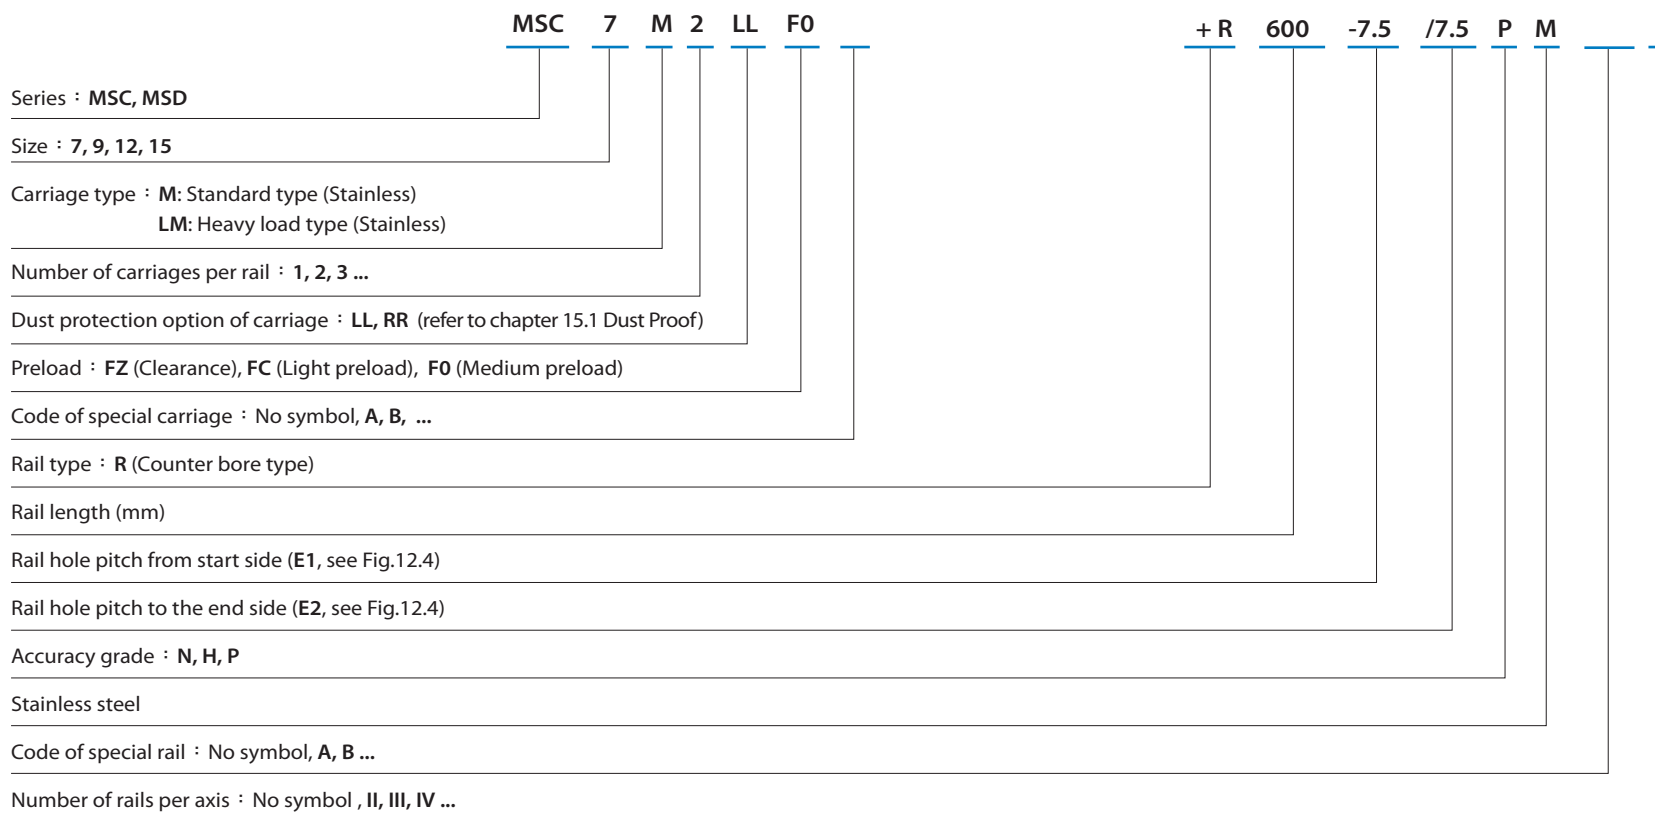 MSC 7 M 2 LL F0 + R 600 -7.5 /7.5 P M
Series : MSC, MSD
Size : 7, 9, 12, 15
Carriage type : M: Standard type (Stainless)
LM: Heavy load type (Stainless)
Number of carriages per rail : 1, 2, 3 ...
Dust protection option of carriage : LL, RR (refer to chapter 15.1 Dust Proof)
Preload : FZ (Clearance), FC (Light preload), F0 (Medium preload)
Code of special carriage : No symbol, A, B, ...
Rail type : R (Counter bore type)
Rail length (mm)
Rail hole pitch from start side (E1, see Fig.12.4)
Rail hole pitch to the end side (E2, see Fig.12.4)
Accuracy grade : N, H, P
Stainless steel
Code of special rail : No symbol, A, B ...
Number of rails per axis : No symbol , II, III, IV ...